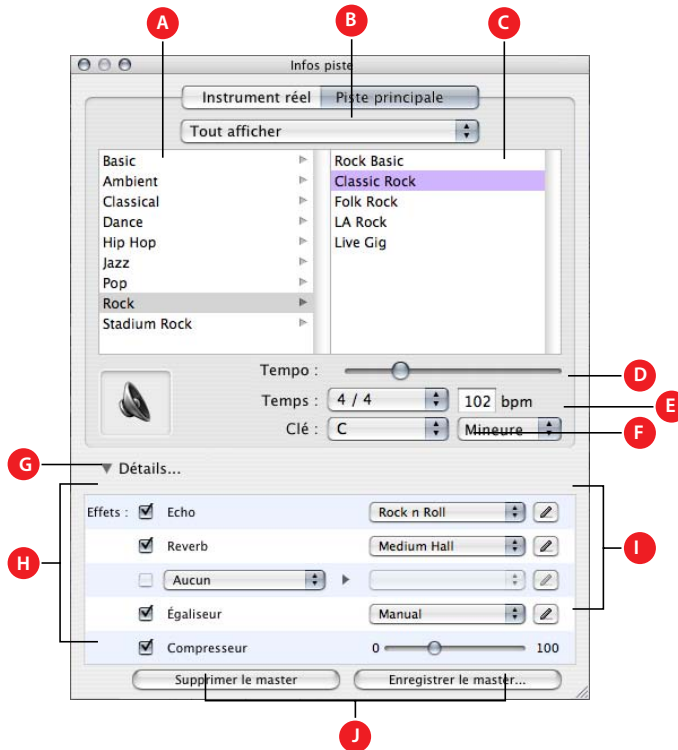 A
B
C
Infos piste
Instrument réel Piste principale
Tout afficher
Basic
Ambient
Classical
Dance
Hip Hop
Jazz
Pop
Rock
Stadium Rock
Rock Basic
Classic Rock
Folk Rock
LA Rock
Live Gig
Tempo :
D
Temps : 4 / 4 102 bpm
E
Clé : C Mineure
F
G
Détails...
Effets : Echo Rock n Roll
Reverb Medium Hall
H
I
Aucun
Égaliseur Manual
Compresseur 0 100
Supprimer le master Enregistrer le master...
J